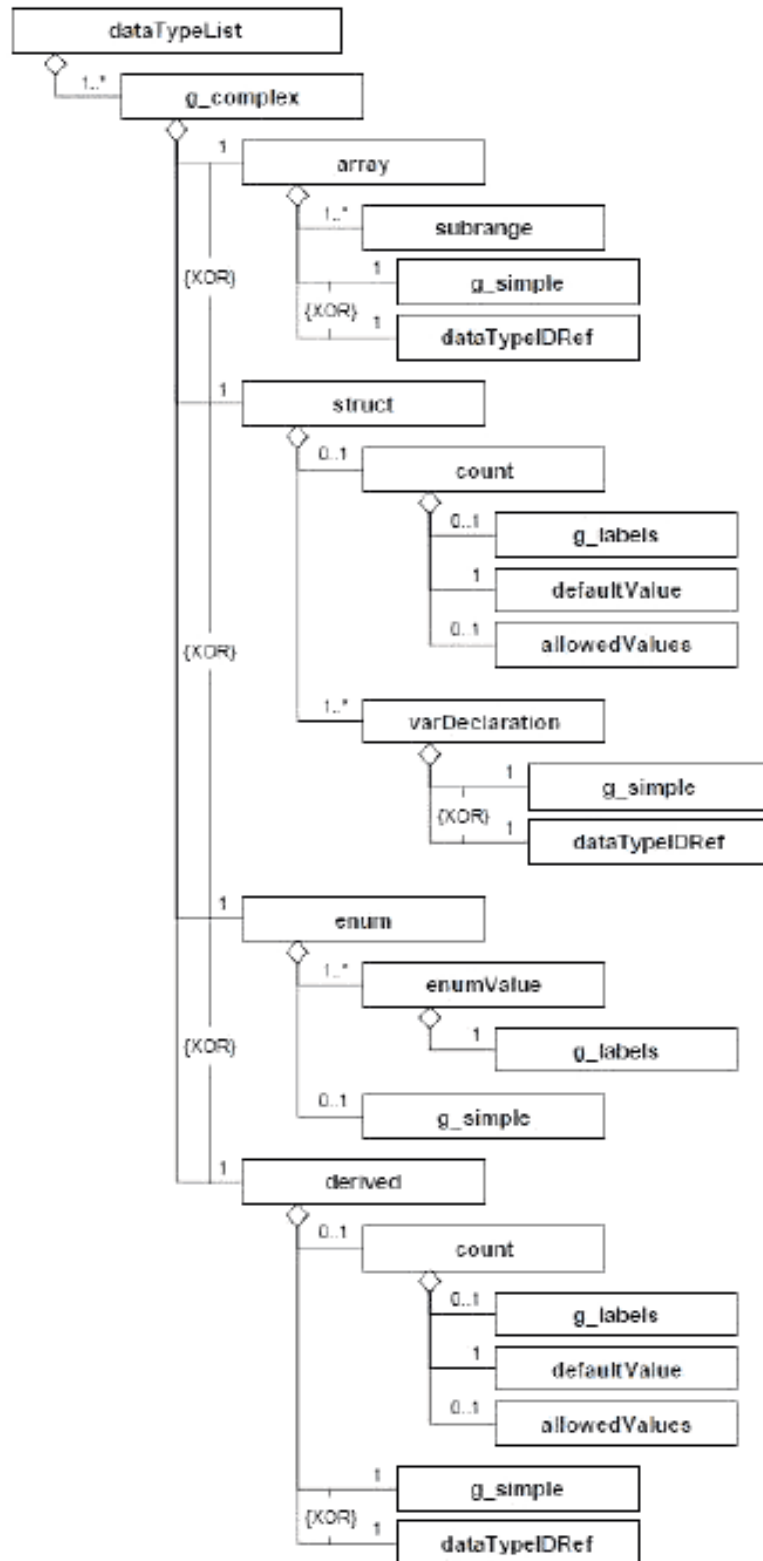 dataTypeList
1..*
g_complex
1
array
1..*
subrange
{XOR}
1
g_simple
{XOR}
1
dataTypeIDRef
1
struct
0..1
count
0..1
g_labels
1
defaultValue
{XOR}
0..1
allowedValues
1..*
varDeclaration
1
g_simple
{XOR}
1
dataTypeIDRef
1
enum
1..*
enumValue
{XOR}
1
g_labels
0..1
g_simple
1
derived
0..1
count
0..1
g_labels
1
defaultValue
0..1
allowedValues
1
g_simple
{XOR}
1
dataTypeIDRef